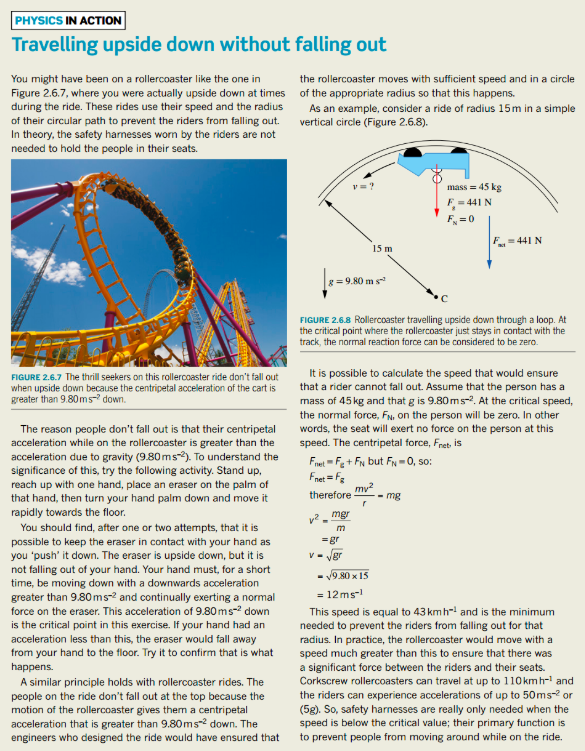 PHYSICS IN ACTION
Travelling upside down without falling out
You might have been on a rollercoaster like the one in
Figure 2.6.7, where you were actually upside down at times
during the ride. These rides use their speed and the radius
of their circular path to prevent the riders from falling out.
In theory, the safety harnesses worn by the riders are not
needed to hold the people in their seats.
FIGURE 2.6.7 The thrill seekers on this rollercoaster ride don't fall out
when upside down because the centripetal acceleration of the cart is
greater than 9.80 m s⁻² down.
The reason people don't fall out is that their centripetal
acceleration while on the rollercoaster is greater than the
acceleration due to gravity (9.80 m s⁻²). To understand the
significance of this, try the following activity. Stand up,
reach up with one hand, place an eraser on the palm of
that hand, then turn your hand palm down and move it
rapidly towards the floor.
You should find, after one or two attempts, that it is
possible to keep the eraser in contact with your hand as
you 'push' it down. The eraser is upside down, but it is
not falling out of your hand. Your hand must, for a short
time, be moving down with a downwards acceleration
greater than 9.80 m s⁻² and continually exerting a normal
force on the eraser. This acceleration of 9.80 m s⁻² down
is the critical point in this exercise. If your hand had an
acceleration less than this, the eraser would fall away
from your hand to the floor. Try it to confirm that is what
happens.
A similar principle holds with rollercoaster rides. The
people on the ride don't fall out at the top because the
motion of the rollercoaster gives them a centripetal
acceleration that is greater than 9.80 m s⁻² down. The
engineers who designed the ride would have ensured that
the rollercoaster moves with sufficient speed and in a circle
of the appropriate radius so that this happens.
As an example, consider a ride of radius 15 m in a simple
vertical circle (Figure 2.6.8).
v = ?
mass = 45 kg
F_g = 441 N
F_N = 0
F_net = 441 N
15 m
g = 9.80 m s⁻²
C
FIGURE 2.6.8 Rollercoaster travelling upside down through a loop. At
the critical point where the rollercoaster just stays in contact with the
track, the normal reaction force can be considered to be zero.
It is possible to calculate the speed that would ensure
that a rider cannot fall out. Assume that the person has a
mass of 45 kg and that g is 9.80 m s⁻². At the critical speed,
the normal force, F_N, on the person will be zero. In other
words, the seat will exert no force on the person at this
speed. The centripetal force, F_net, is
F_net = F_g + F_N but F_N = 0, so:
F_net = F_g
therefore mv²/r = mg
v² = mgr/m
= gr
v = √gr
= √9.80 x 15
= 12 m s⁻¹
This speed is equal to 43 km h⁻¹ and is the minimum
needed to prevent the riders from falling out for that
radius. In practice, the rollercoaster would move with a
speed much greater than this to ensure that there was
a significant force between the riders and their seats.
Corkscrew rollercoasters can travel at up to 110 km h⁻¹ and
the riders can experience accelerations of up to 50 m s⁻² or
(5g). So, safety harnesses are really only needed when the
speed is below the critical value; their primary function is
to prevent people from moving around while on the ride.